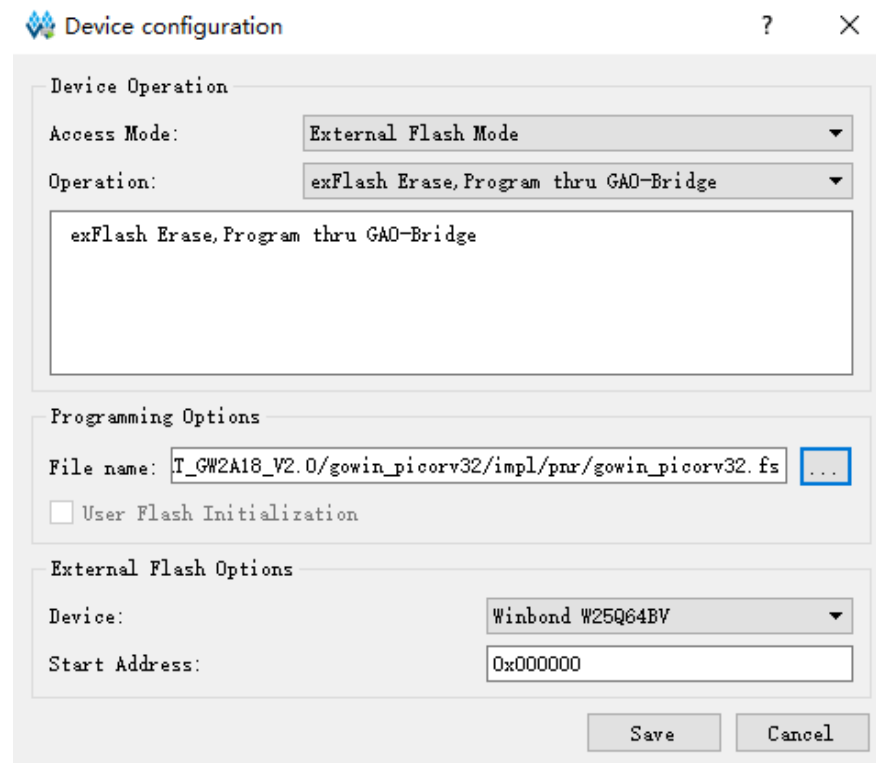 Device configuration
?
Device Operation
Access Mode: External Flash Mode
Operation: exFlash Erase,Program thru GAO-Bridge
exFlash Erase,Program thru GAO-Bridge
Programming Options
File name: .T_GW2A18_V2.0/gowin_picorv32/impl/pnr/gowin_picorv32.fs ...
User Flash Initialization
External Flash Options
Device: Winbond W25Q64BV
Start Address: 0x000000
Save Cancel